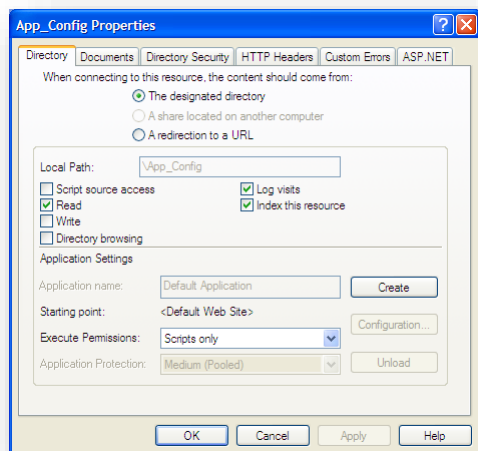 App_Config Properties
Directory Documents Directory Security HTTP Headers Custom Errors ASP.NET
When connecting to this resource, the content should come from:
The designated directory
A share located on another computer
A redirection to a URL
Local Path: \App_Config
Script source access Log visits
Read Index this resource
Write
Directory browsing
Application Settings
Application name: Default Application Create
Starting point: <Default Web Site>
Configuration...
Execute Permissions: Scripts only
Application Protection: Medium (Pooled) Unload
OK Cancel Apply Help